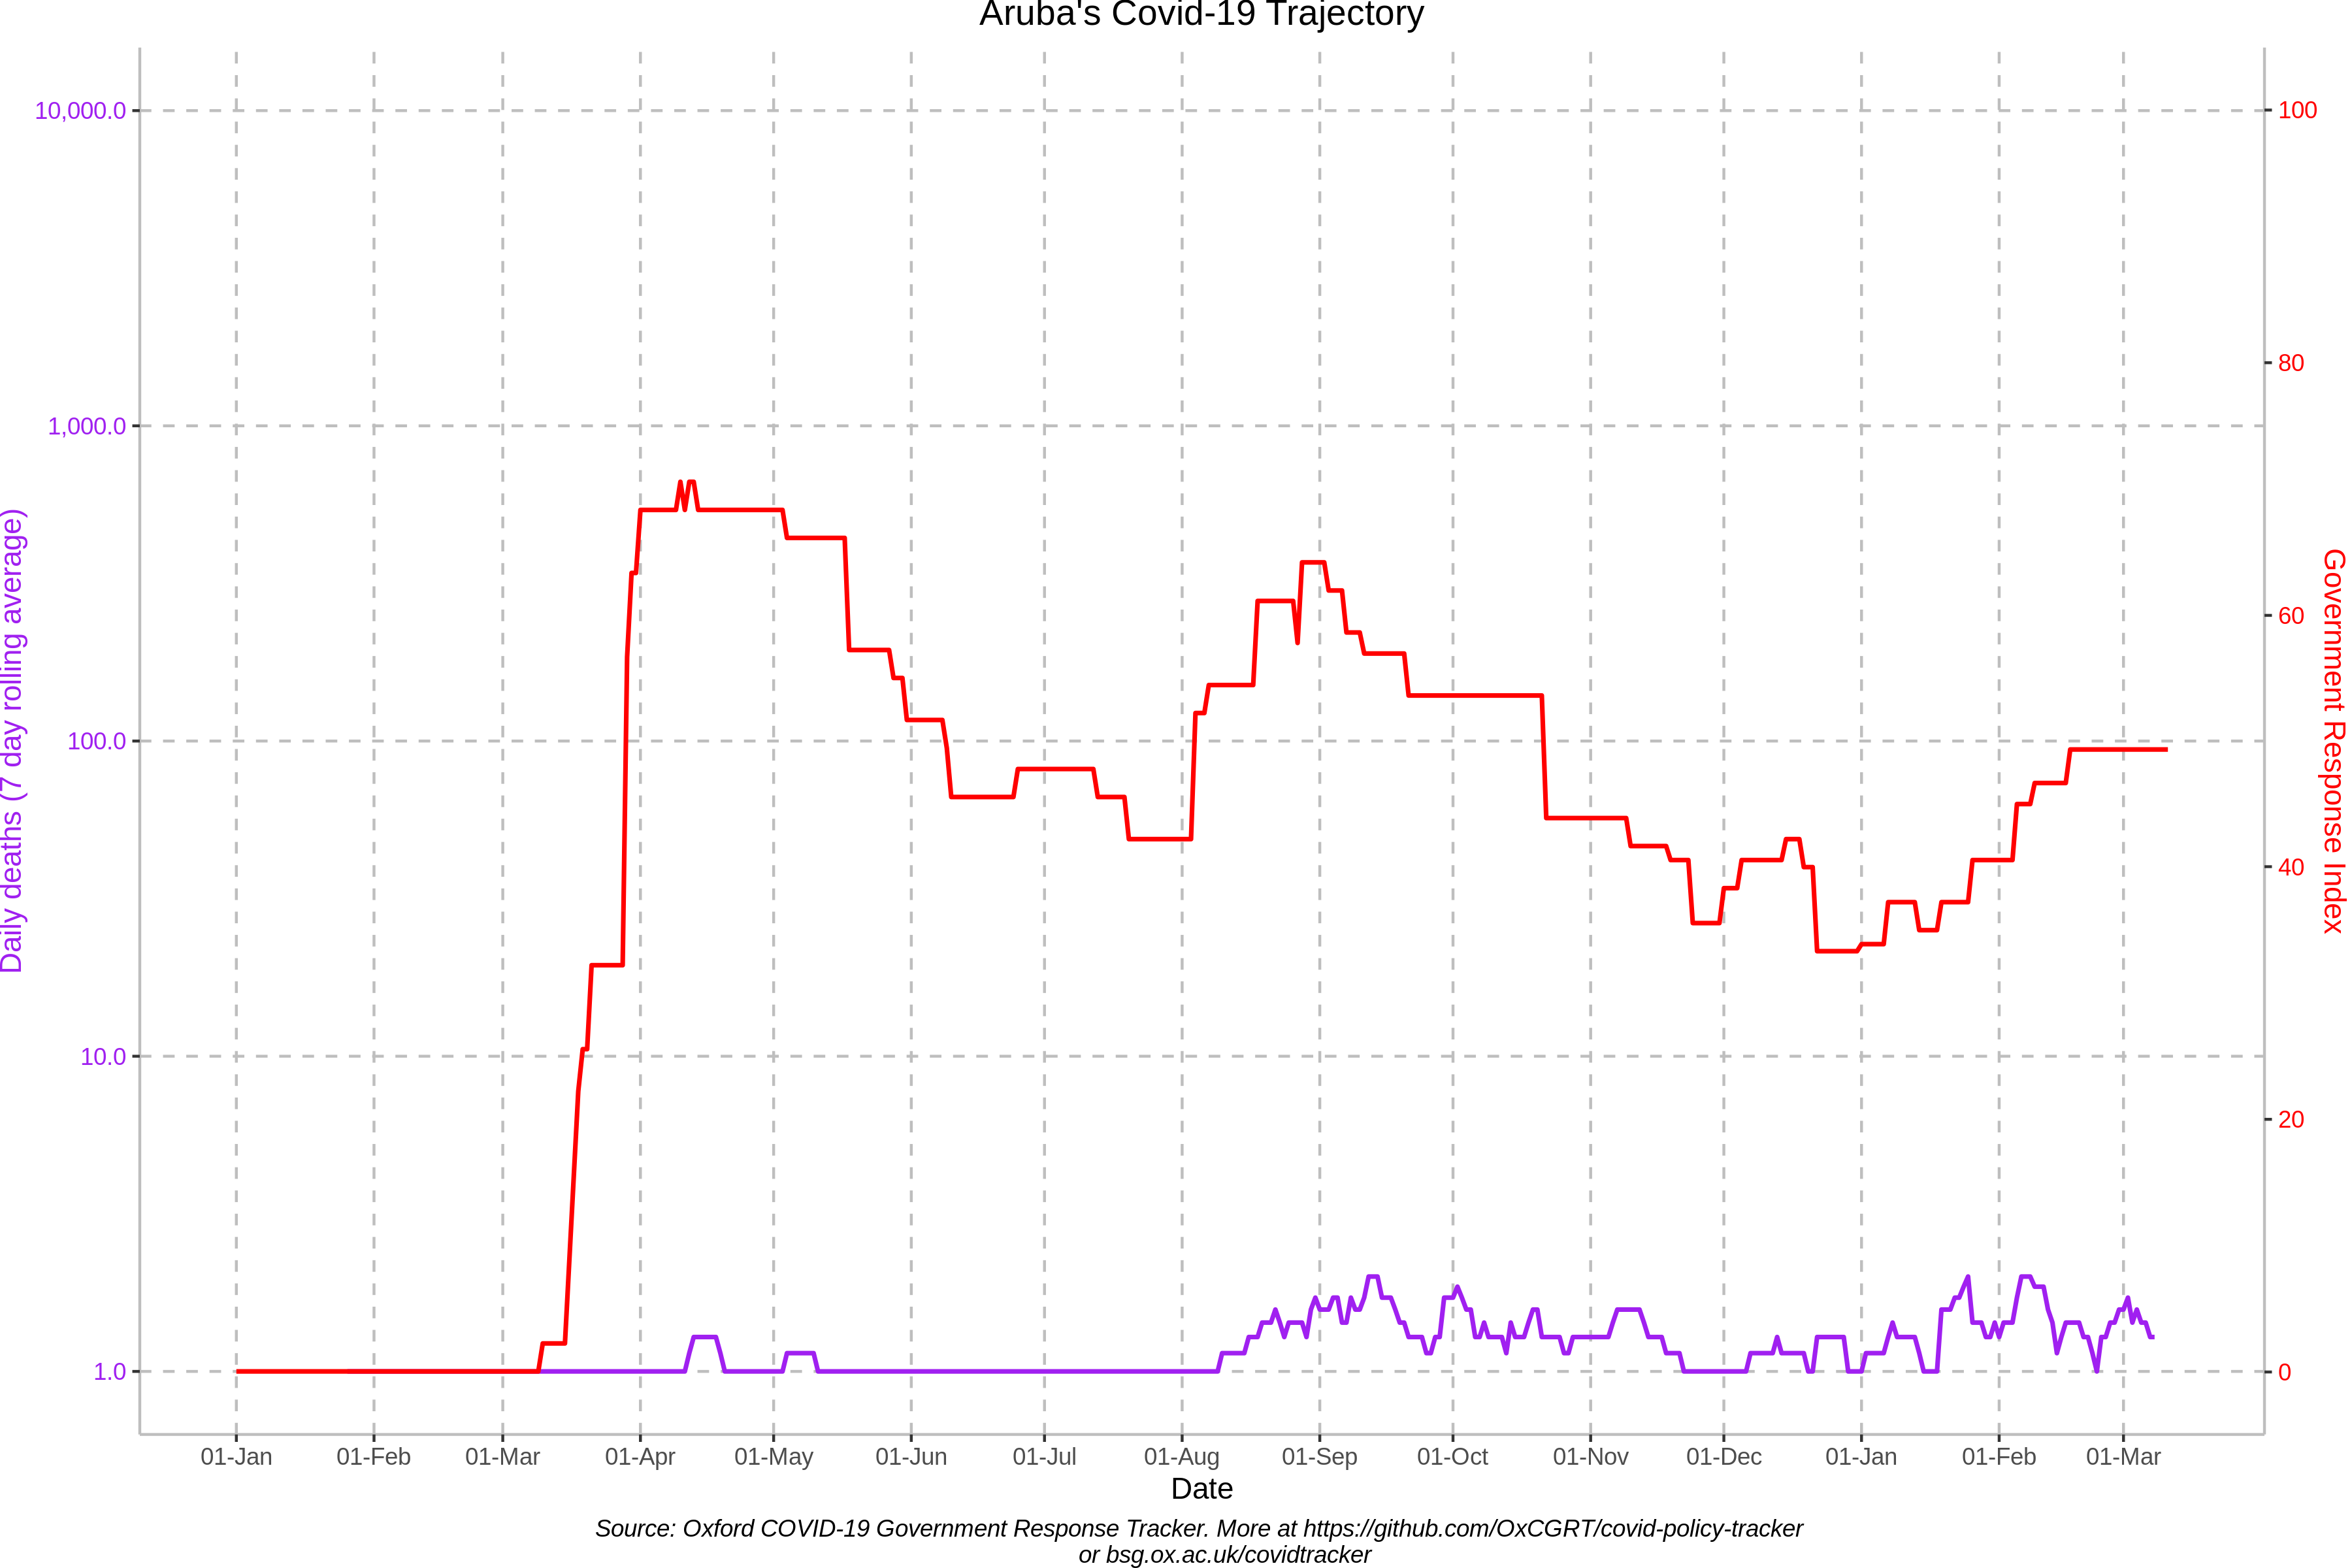 Aruba's Covid-19 Trajectory
10,000.0
1,000.0
100.0
10.0
1.0
Daily deaths (7 day rolling average)
100
80
60
40
20
0
Government Response Index
01-Jan 01-Feb 01-Mar 01-Apr 01-May 01-Jun 01-Jul 01-Aug 01-Sep 01-Oct 01-Nov 01-Dec 01-Jan 01-Feb 01-Mar
Date
Source: Oxford COVID-19 Government Response Tracker. More at https://github.com/OxCGRT/covid-policy-tracker
or bsg.ox.ac.uk/covidtracker